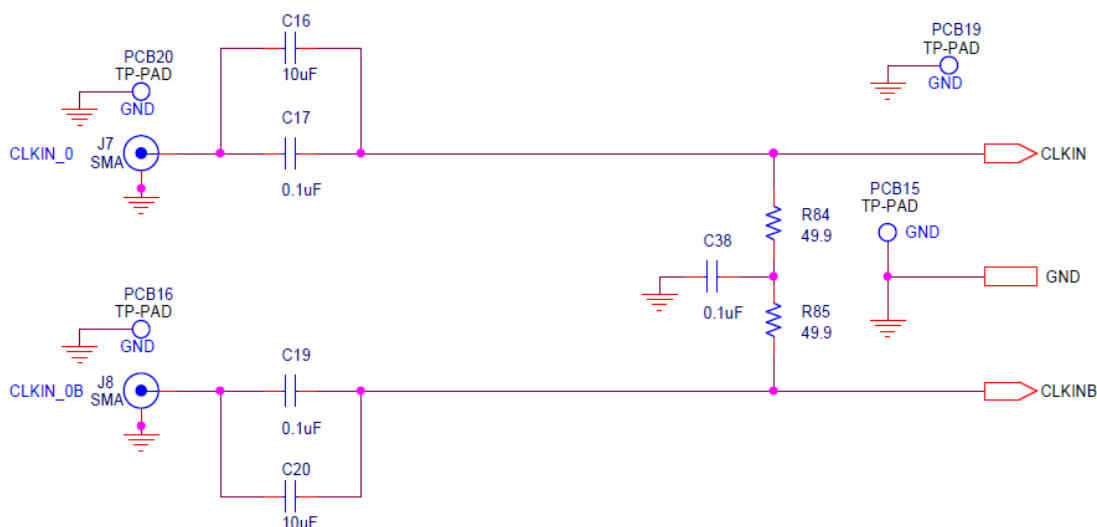 C16
10uF
PCB20
TP-PAD
GND
PCB19
TP-PAD
GND
C17
0.1uF
CLKIN_0
J7
SMA
CLKIN
R84
49.9
PCB15
TP-PAD
GND
C38
0.1uF
GND
R85
49.9
PCB16
TP-PAD
GND
C19
0.1uF
CLKIN_0B
J8
SMA
CLKINB
C20
10uF